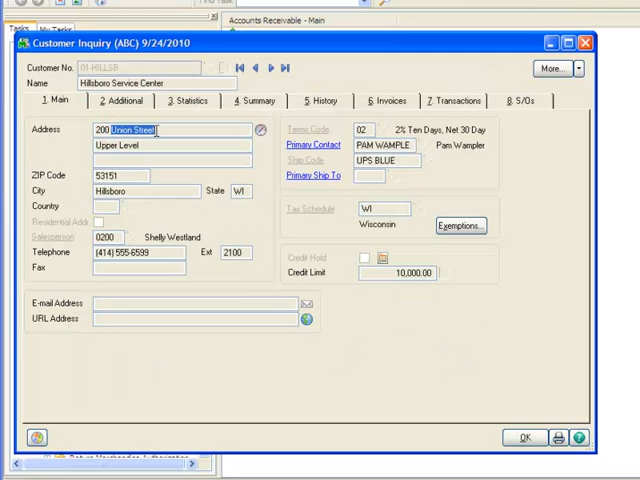 Find Task
Tasks My Tasks
Accounts Receivable - Main
Customer Inquiry (ABC) 9/24/2010
Customer No. 01-HILLSB
More...
Name Hillsboro Service Center
1. Main 2. Additional 3. Statistics 4. Summary 5. History 6. Invoices 7. Transactions 8. S/Os
Address 200 Union Street
Upper Level
ZIP Code 53151
City Hillsboro State WI
Country
Residential Addr
Salesperson 0200 Shelly Westland
Telephone (414) 555-6599 Ext 2100
Fax
Terms Code 02 2% Ten Days, Net 30 Day
Primary Contact PAM WAMPLE Pam Wampler
Ship Code UPS BLUE
Primary Ship To
Tax Schedule WI
Wisconsin Exemptions...
Credit Hold
Credit Limit 10,000.00
E-mail Address
URL Address
OK
Return Merchandise Authorization